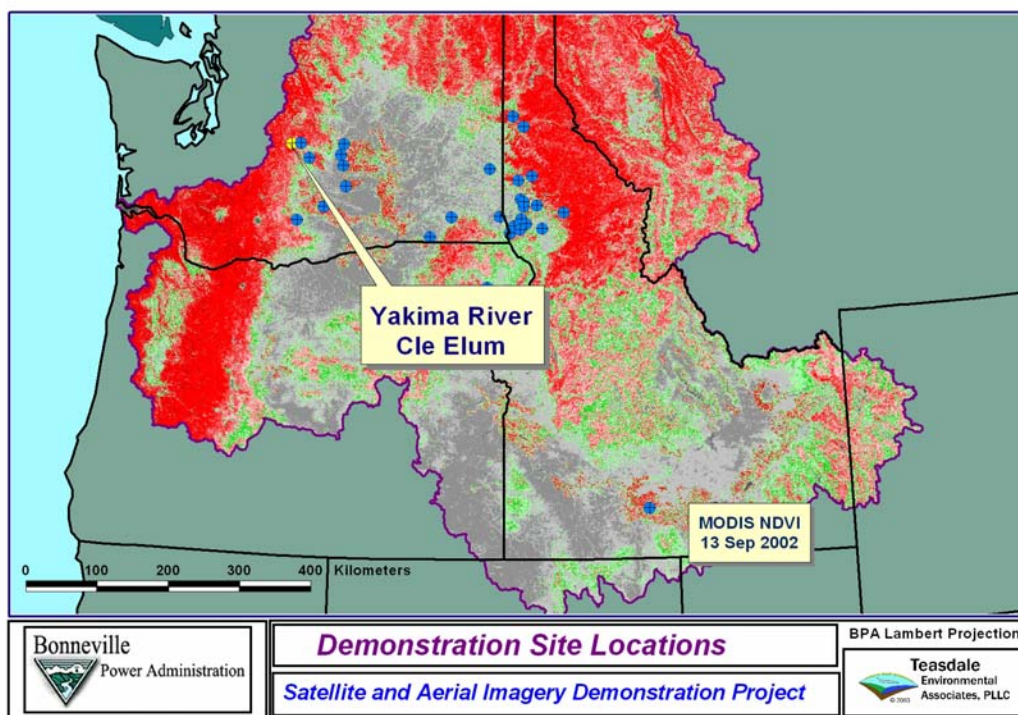 Yakima River
Cle Elum
MODIS NDVI
13 Sep 2002
0 100 200 300 400 Kilometers
Bonneville
Power Administration
Demonstration Site Locations
Satellite and Aerial Imagery Demonstration Project
BPA Lambert Projection
Teasdale
Environmental
Associates, PLLC
© 2003